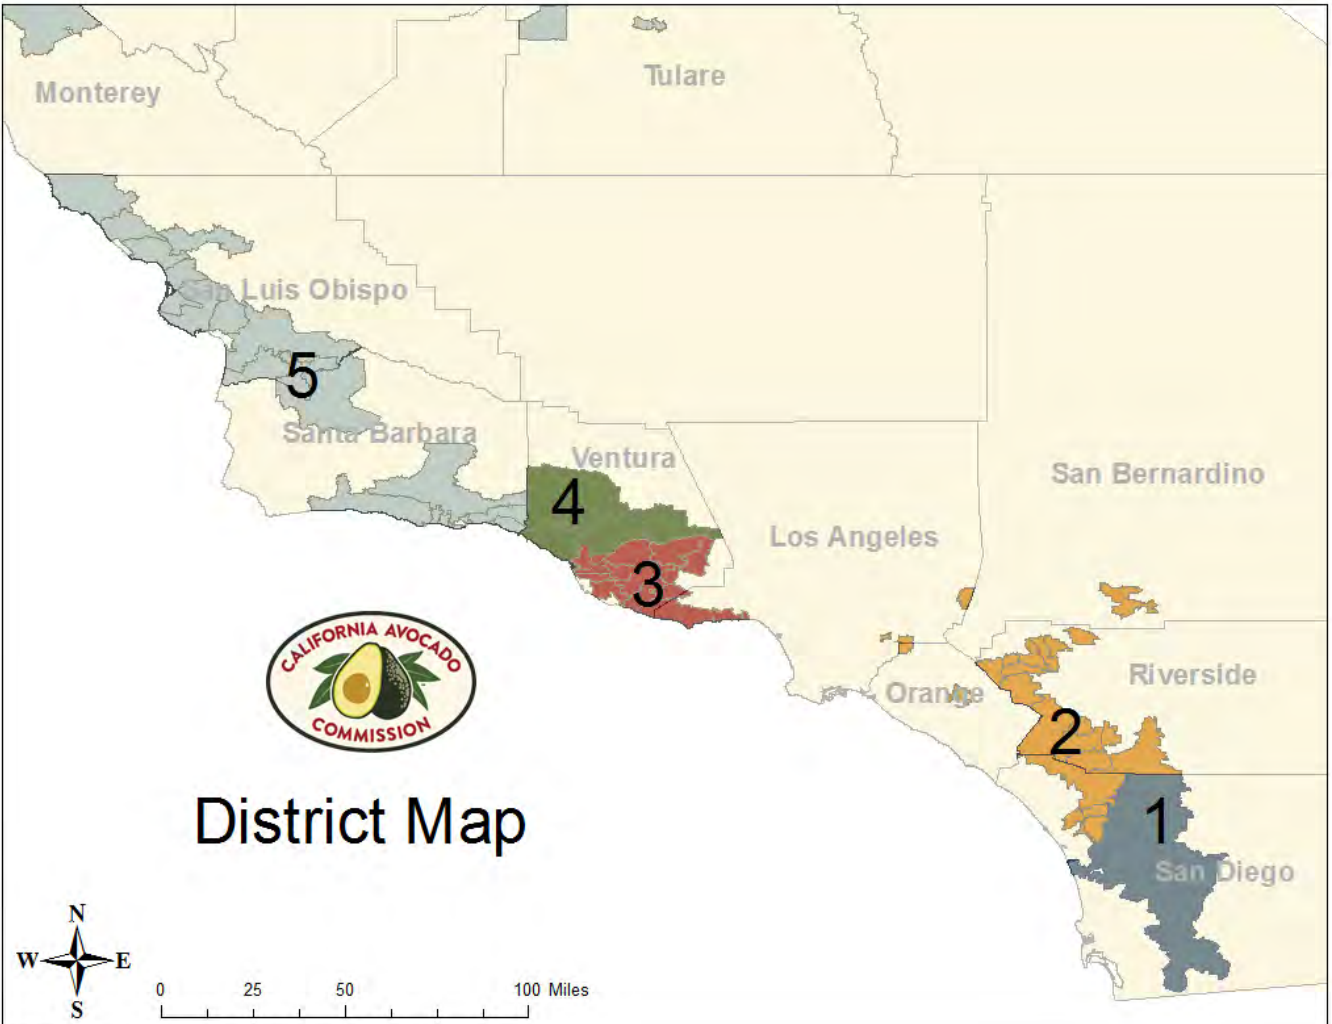 Monterey
Tulare
San Luis Obispo
5
Santa Barbara
Ventura
4
3
Los Angeles
San Bernardino
Orange
Riverside
2
1
San Diego
CALIFORNIA AVOCADO
COMMISSION
District Map
N
W E
S
0 25 50 100 Miles